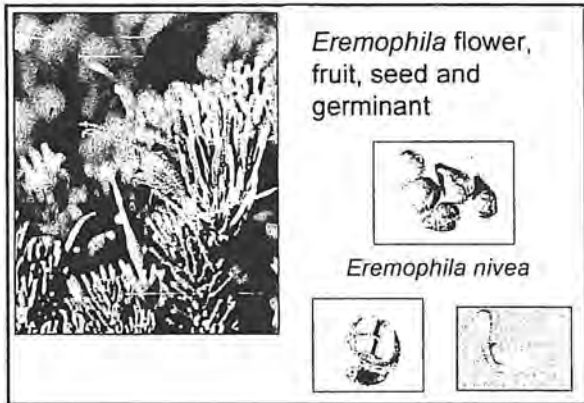 Eremophila flower,
fruit, seed and
germinant
Eremophila nivea